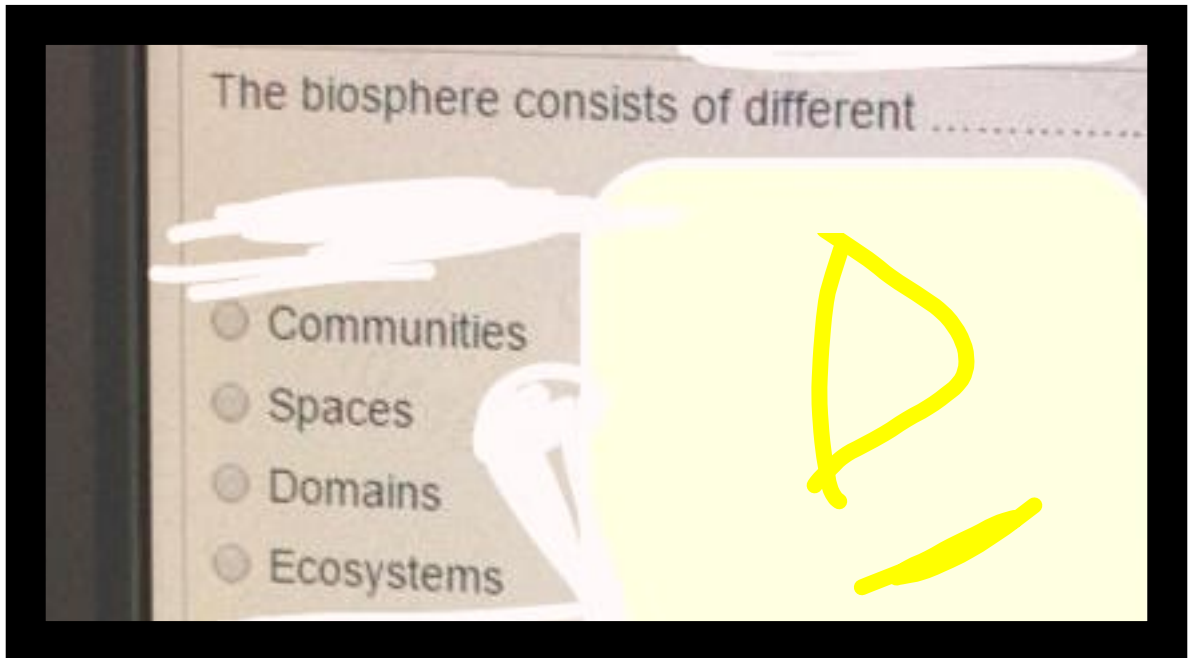 The biosphere consists of different ..............
Communities
Spaces
Domains
Ecosystems
D